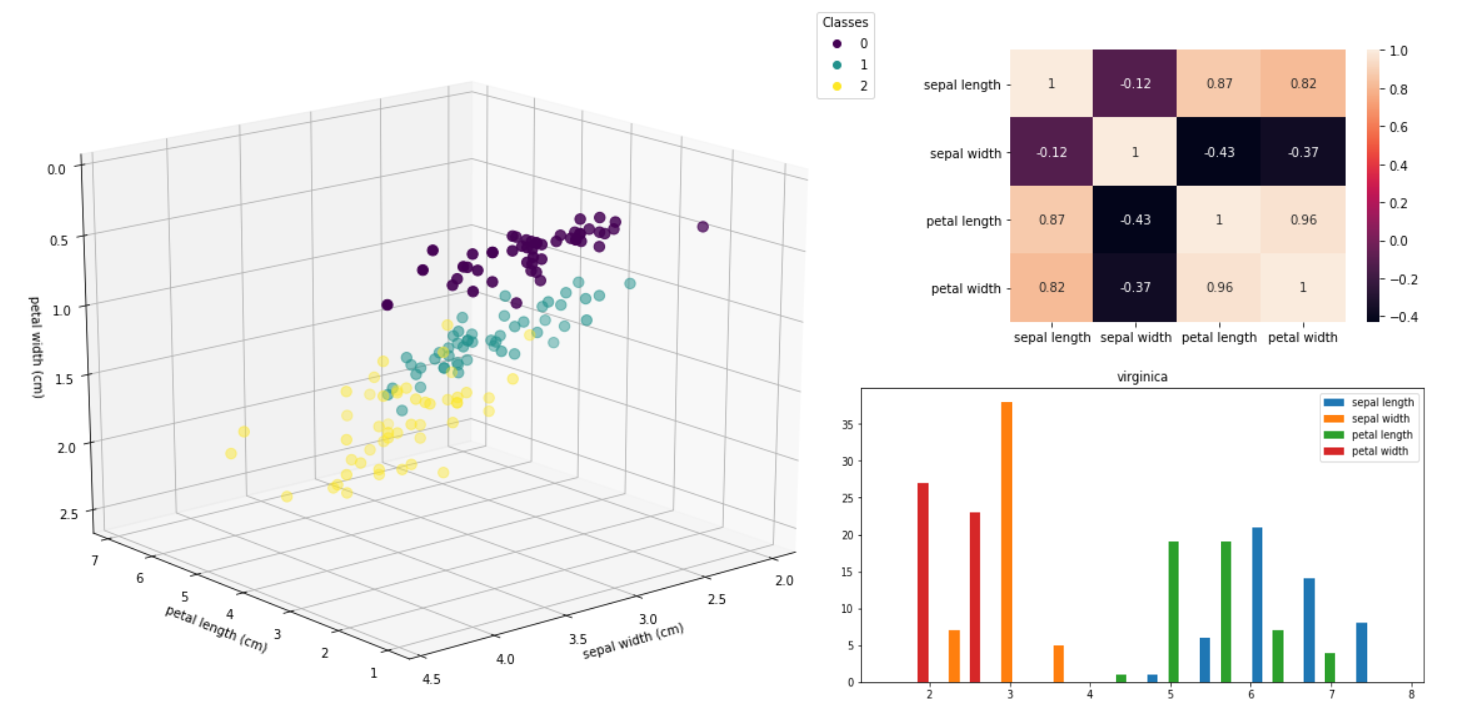 Classes
0
1
2
0.0
0.5
1.0
1.5
2.0
2.5
petal width (cm)
7
6
5
4
3
2
1
petal length (cm)
4.5
4.0
3.5
3.0
2.5
2.0
sepal width (cm)
sepal length 1 -0.12 0.87 0.82
sepal width -0.12 1 -0.43 -0.37
petal length 0.87 -0.43 1 0.96
petal width 0.82 -0.37 0.96 1
sepal length sepal width petal length petal width
1.0
0.8
0.6
0.4
0.2
0.0
−0.2
−0.4
virginica
sepal length
sepal width
petal length
petal width
35
30
25
20
15
10
5
0
2 3 4 5 6 7 8